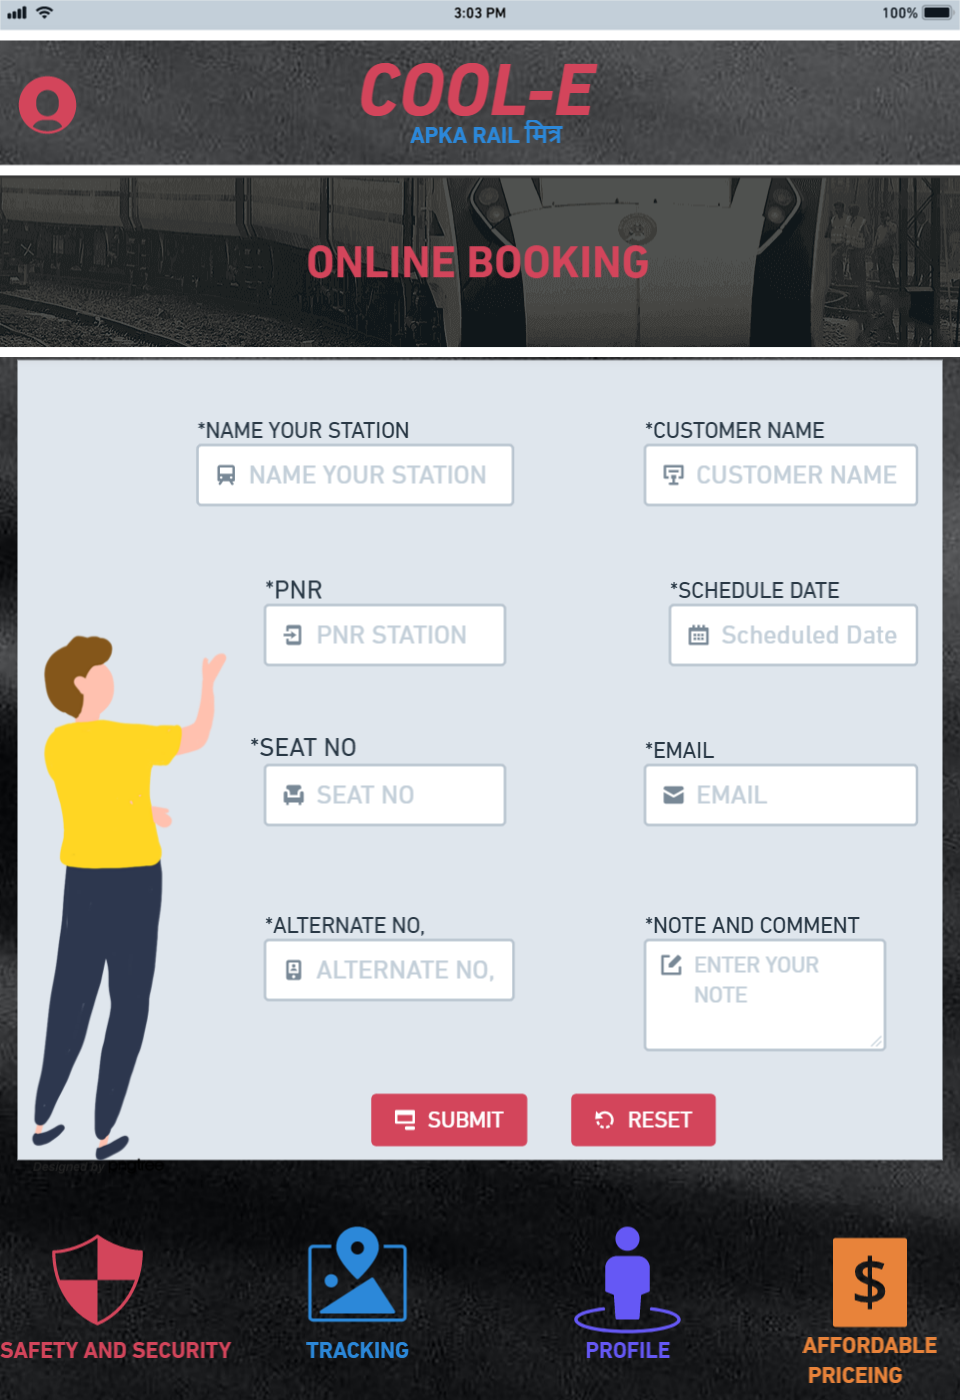 3:03 PM
100%
COOL-E
APKA RAIL मित्र
ONLINE BOOKING
*NAME YOUR STATION
*CUSTOMER NAME
NAME YOUR STATION
CUSTOMER NAME
*PNR
*SCHEDULE DATE
PNR STATION
Scheduled Date
*SEAT NO
*EMAIL
SEAT NO
EMAIL
*ALTERNATE NO,
*NOTE AND COMMENT
ALTERNATE NO,
ENTER YOUR
NOTE
SUBMIT
RESET
Designed by
SAFETY AND SECURITY
TRACKING
PROFILE
AFFORDABLE
PRICEING